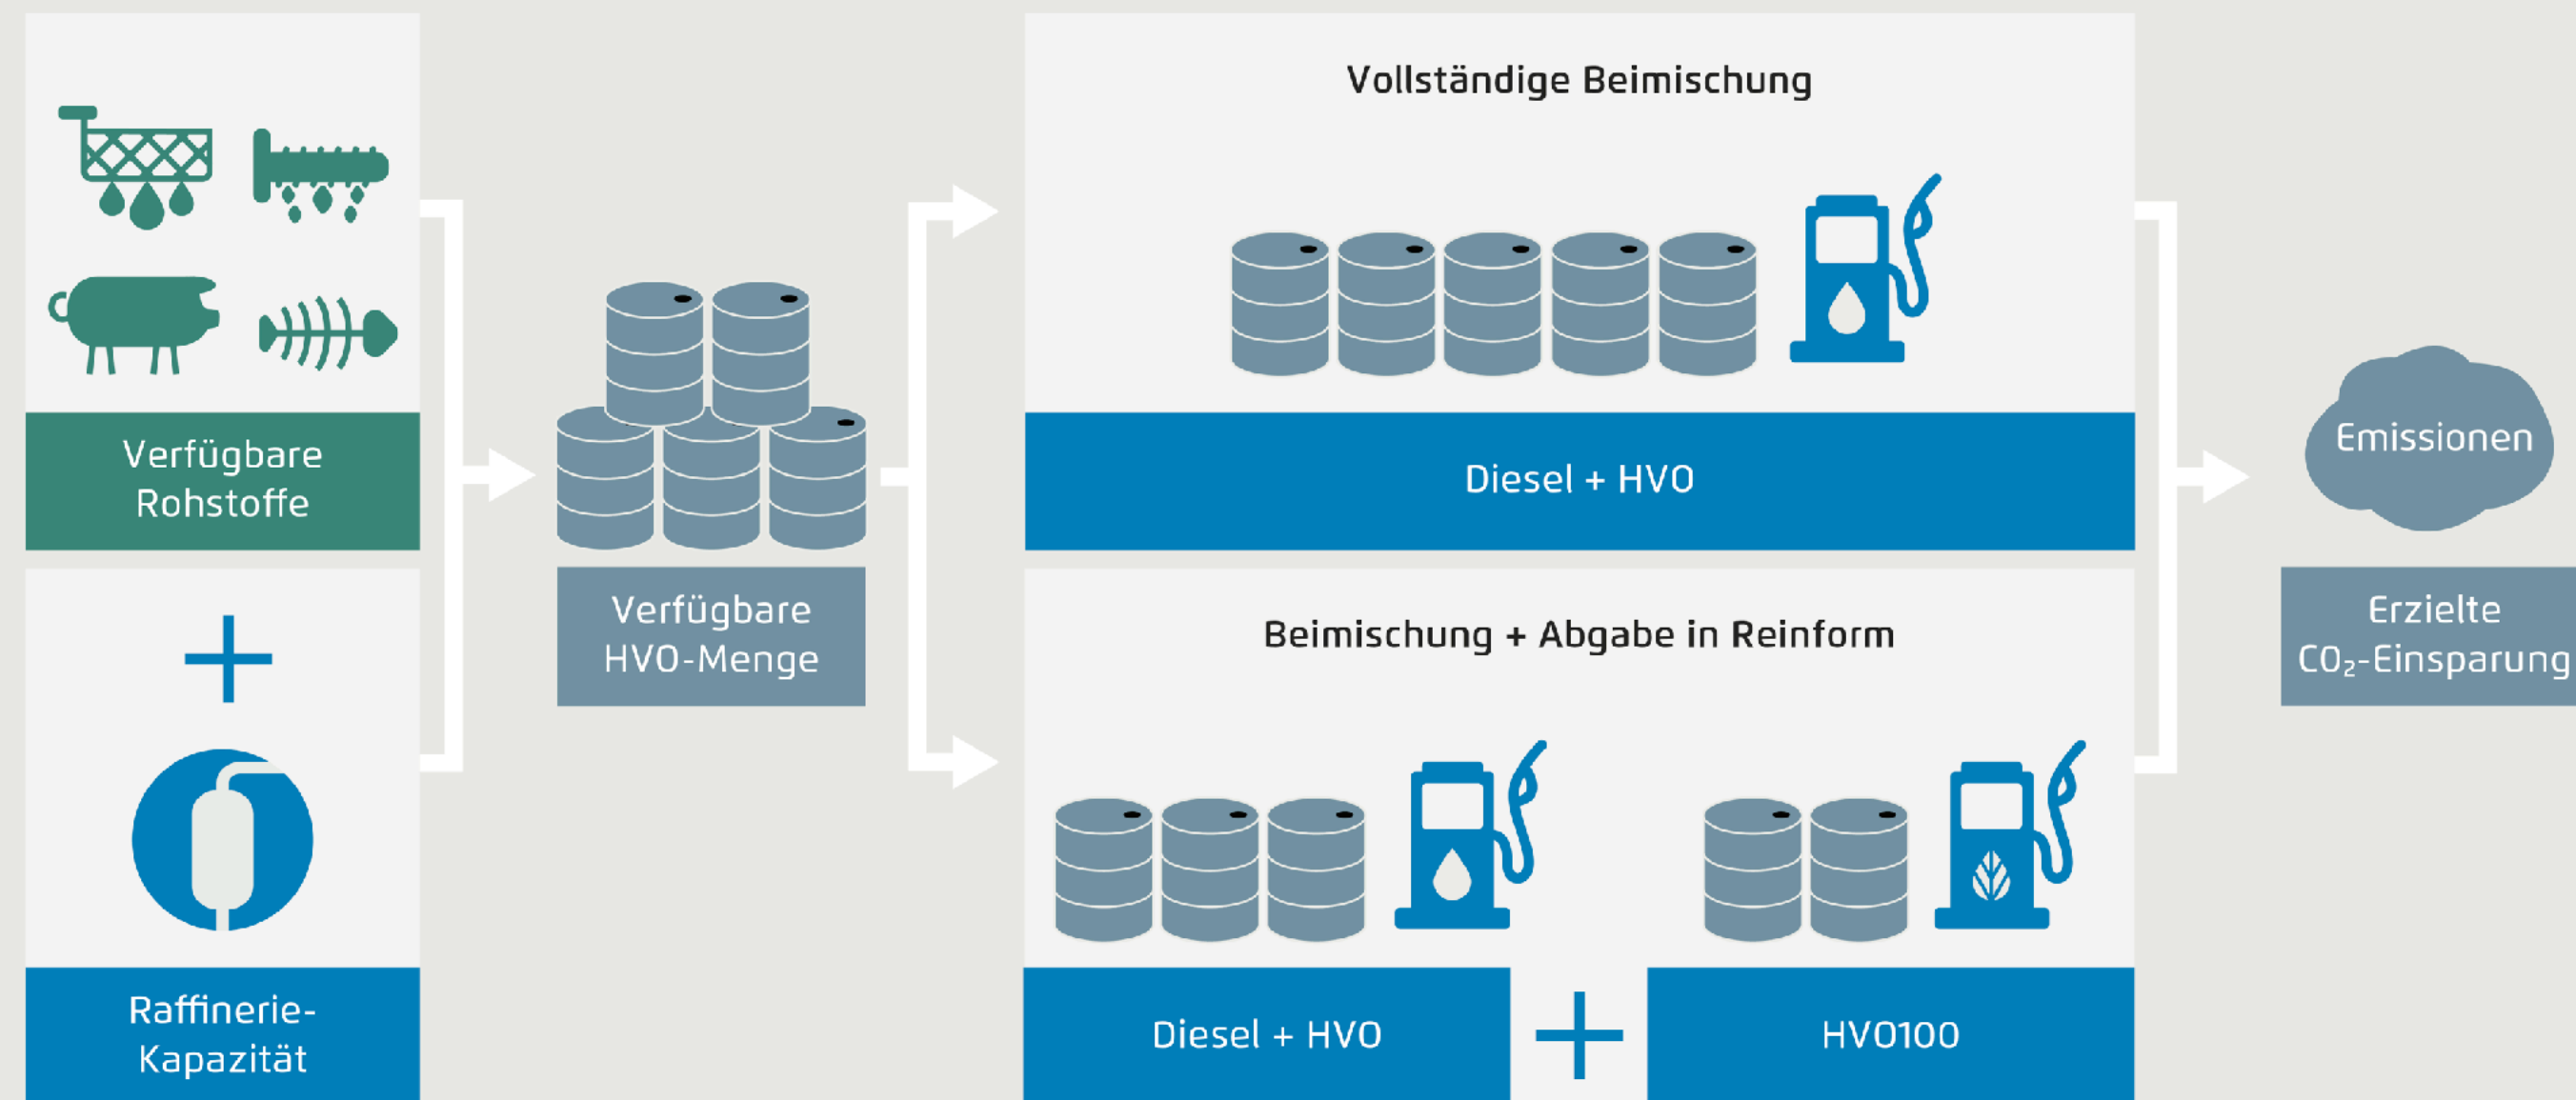 Verfügbare
Rohstoffe
Raffinerie-
Kapazität
Verfügbare
HVO-Menge
Vollständige Beimischung
Diesel + HVO
Beimischung + Abgabe in Reinform
Diesel + HVO
HVO100
Emissionen
Erzielte
CO₂-Einsparung